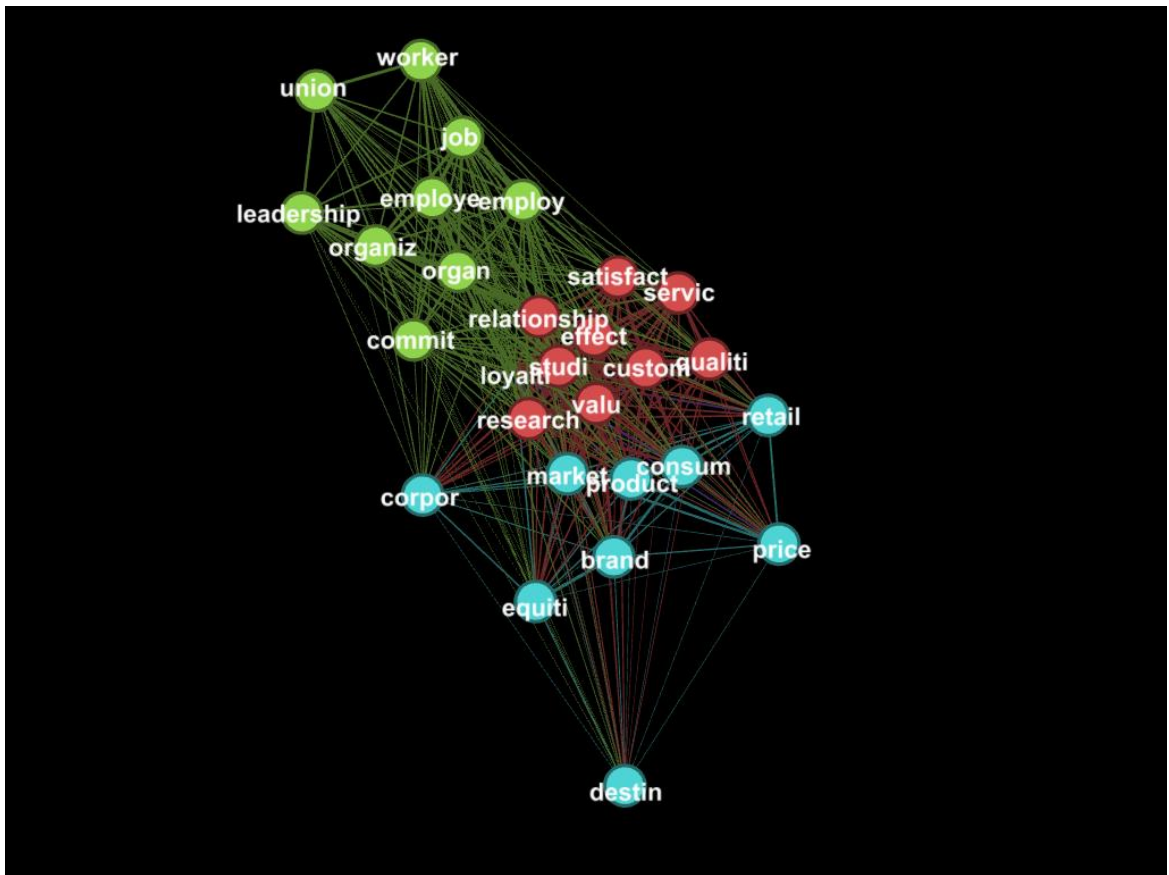 worker
union
job
employe
employ
leadership
organiz
organ
satisfact
servic
relationship
effect
commit
qualiti
studi
custom
loyalti
valu
retail
research
consum
market
product
corpor
price
brand
equiti
destin